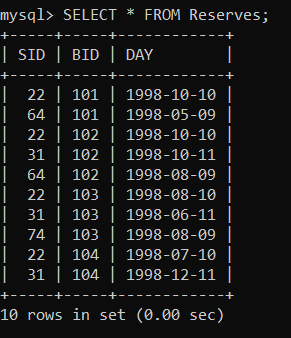 mysql> SELECT * FROM Reserves;
+-----+-----+------------+
| SID | BID | DAY        |
+-----+-----+------------+
|  22 | 101 | 1998-10-10 |
|  64 | 101 | 1998-05-09 |
|  22 | 102 | 1998-10-10 |
|  31 | 102 | 1998-10-11 |
|  64 | 102 | 1998-08-09 |
|  22 | 103 | 1998-08-10 |
|  31 | 103 | 1998-06-11 |
|  74 | 103 | 1998-08-09 |
|  22 | 104 | 1998-07-10 |
|  31 | 104 | 1998-12-11 |
+-----+-----+------------+
10 rows in set (0.00 sec)